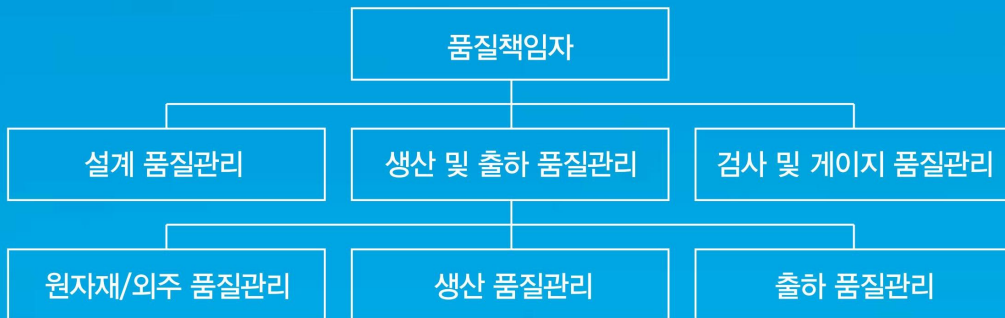 품질책임자
설계 품질관리
생산 및 출하 품질관리
검사 및 게이지 품질관리
원자재/외주 품질관리
생산 품질관리
출하 품질관리